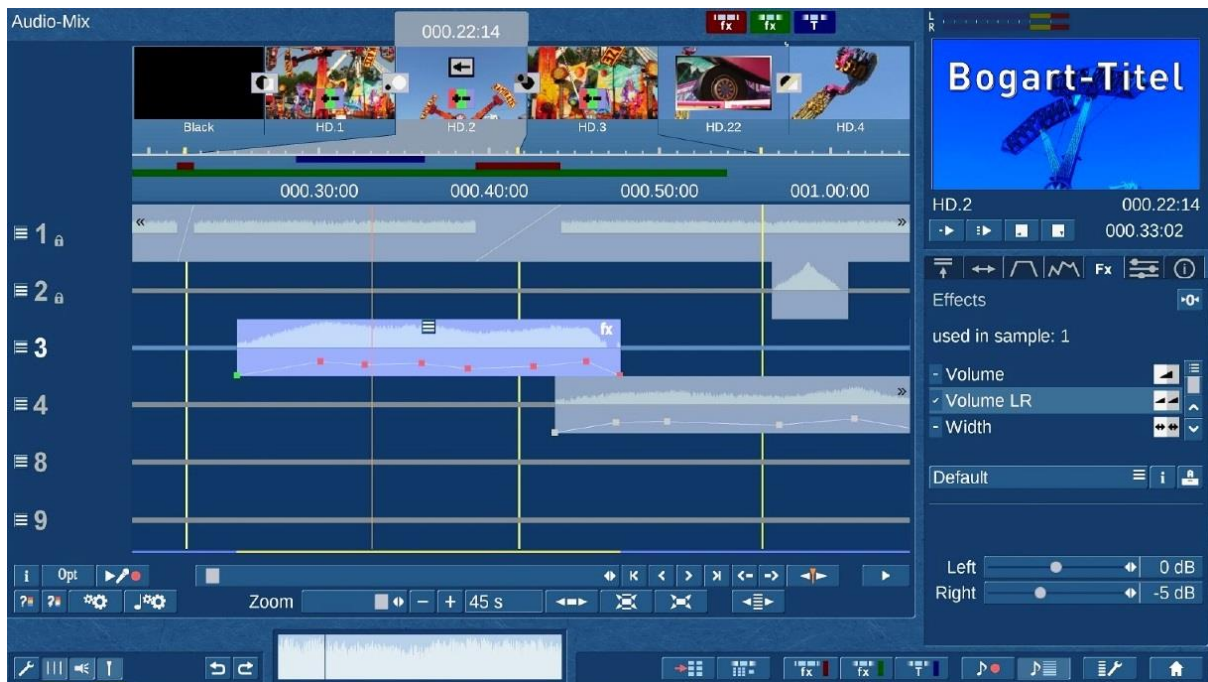 Audio-Mix
000.22:14
fx fx T
L
R
Bogart-Titel
Black HD.1 HD.2 HD.3 HD.22 HD.4
000.30:00 000.40:00 000.50:00 001.00:00
HD.2 000.22:14
000.33:02
1
2
3 fx
4
8
9
Fx
Effects
used in sample: 1
- Volume
Volume LR
- Width
Default i
Left 0 dB
Right -5 dB
i Opt
Zoom 45 s
fx fx T